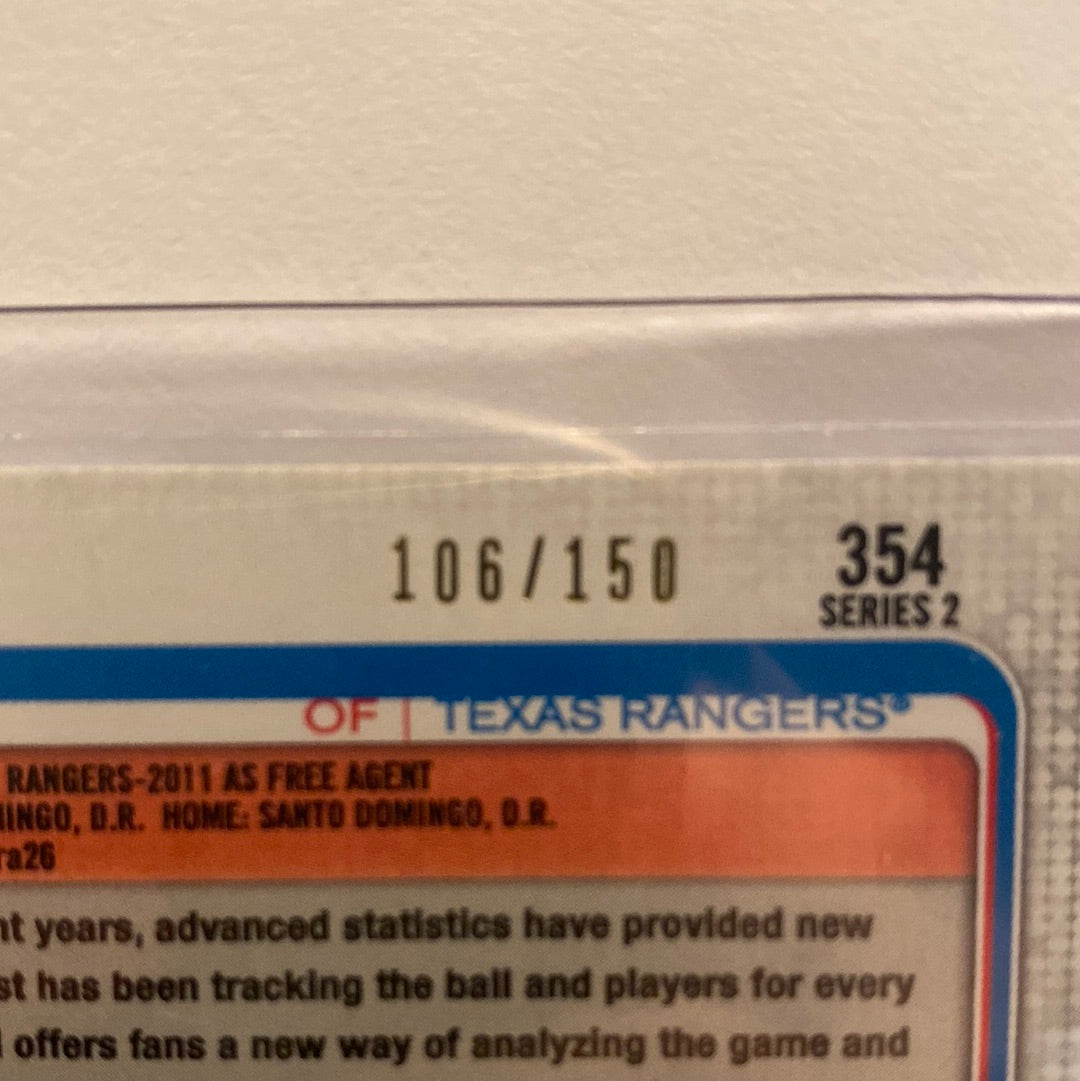 106/150
354
SERIES 2
OF | TEXAS RANGERS®
RANGERS-2011 AS FREE AGENT
INGO, D.R. HOME: SANTO DOMINGO, D.R.
ra26
nt years, advanced statistics have provided new
st has been tracking the ball and players for every
offers fans a new way of analyzing the game and